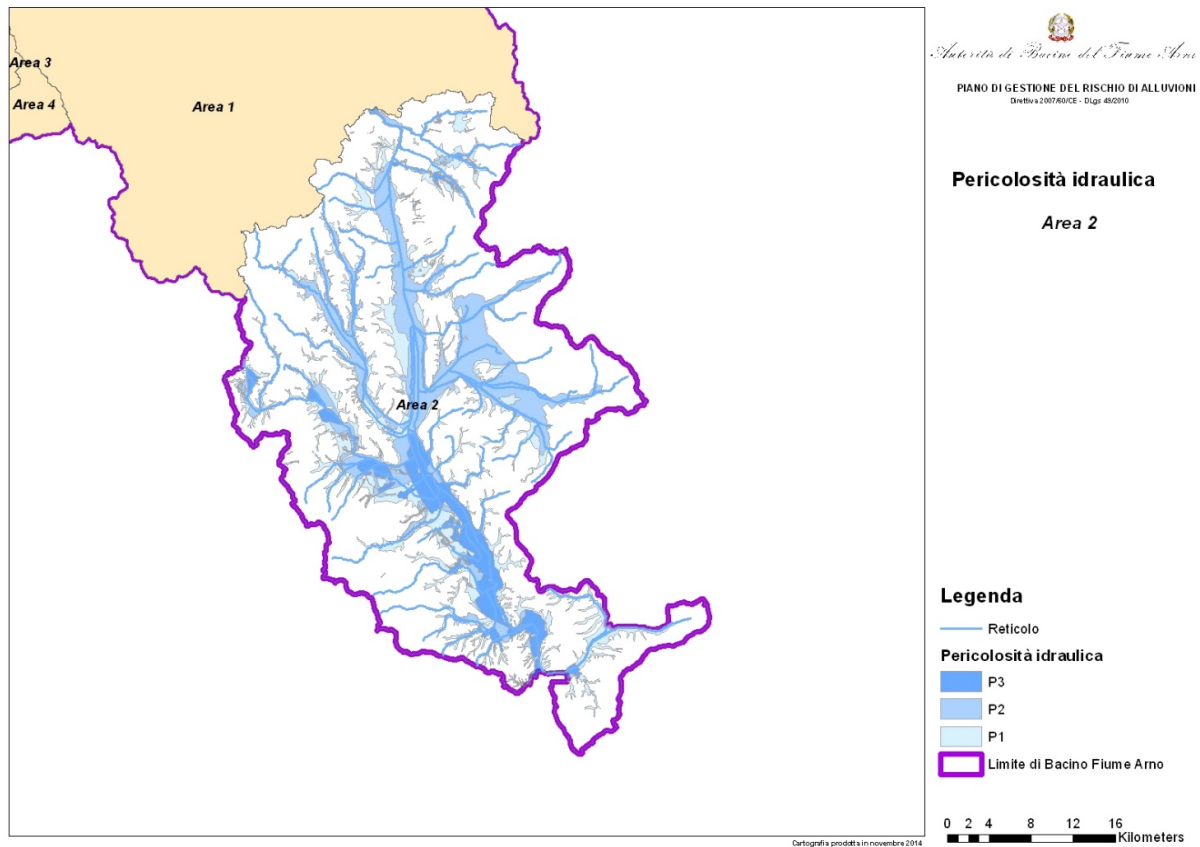 Area 3
Area 4
Area 1
Area 2
Autorità di Bacino del Fiume Arno
PIANO DI GESTIONE DEL RISCHIO DI ALLUVIONI
Direttiva 2007/60/CE - DLgs 49/2010
Pericolosità idraulica
Area 2
Legenda
Reticolo
Pericolosità idraulica
P3
P2
P1
Limite di Bacino Fiume Arno
0 2 4 8 12 16
Kilometers
Cartografia prodotta in novembre 2014